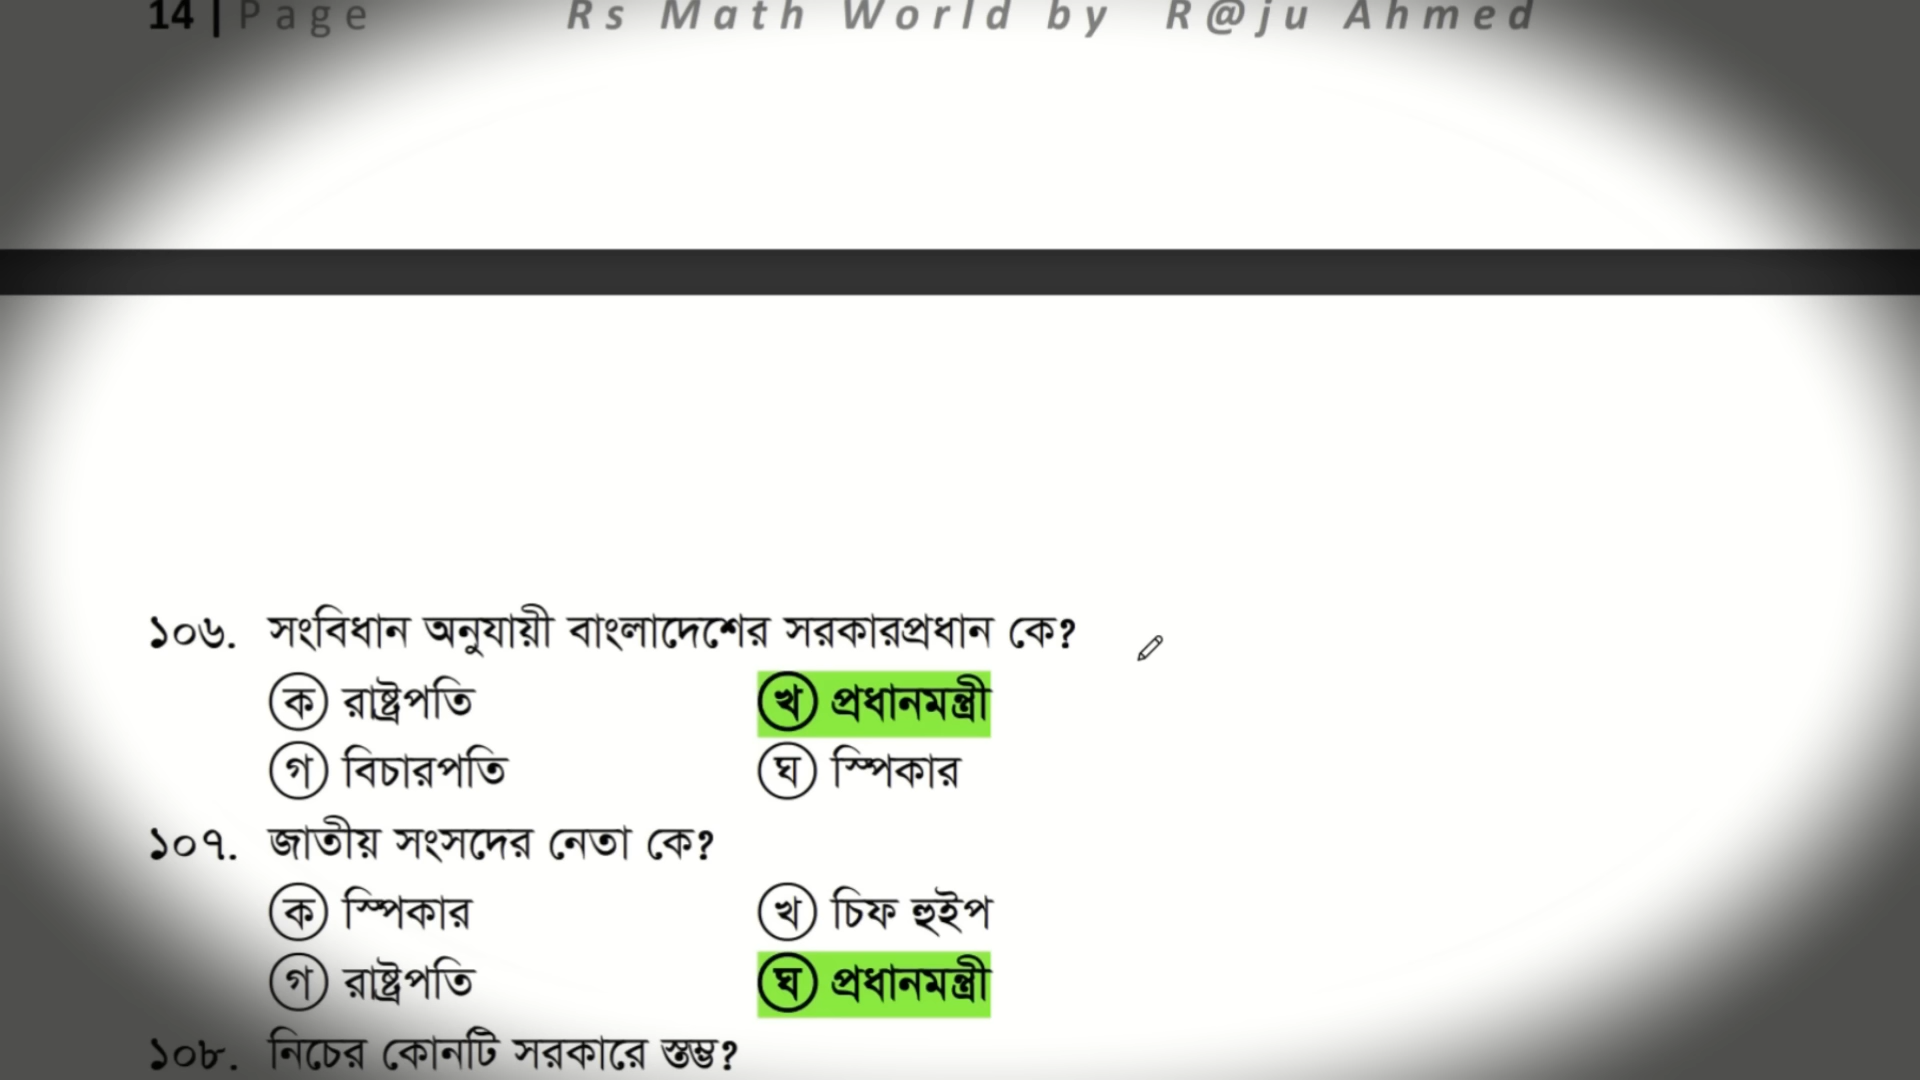 14 | Page Rs Math World by R@ju Ahmed
১০৬. সংবিধান অনুযায়ী বাংলাদেশের সরকারপ্রধান কে?
ক রাষ্ট্রপতি খ প্রধানমন্ত্রী
গ বিচারপতি ঘ স্পিকার
১০৭. জাতীয় সংসদের নেতা কে?
ক স্পিকার খ চিফ হুইপ
গ রাষ্ট্রপতি ঘ প্রধানমন্ত্রী
১০৮. নিচের কোনটি সরকারে স্তম্ভ?